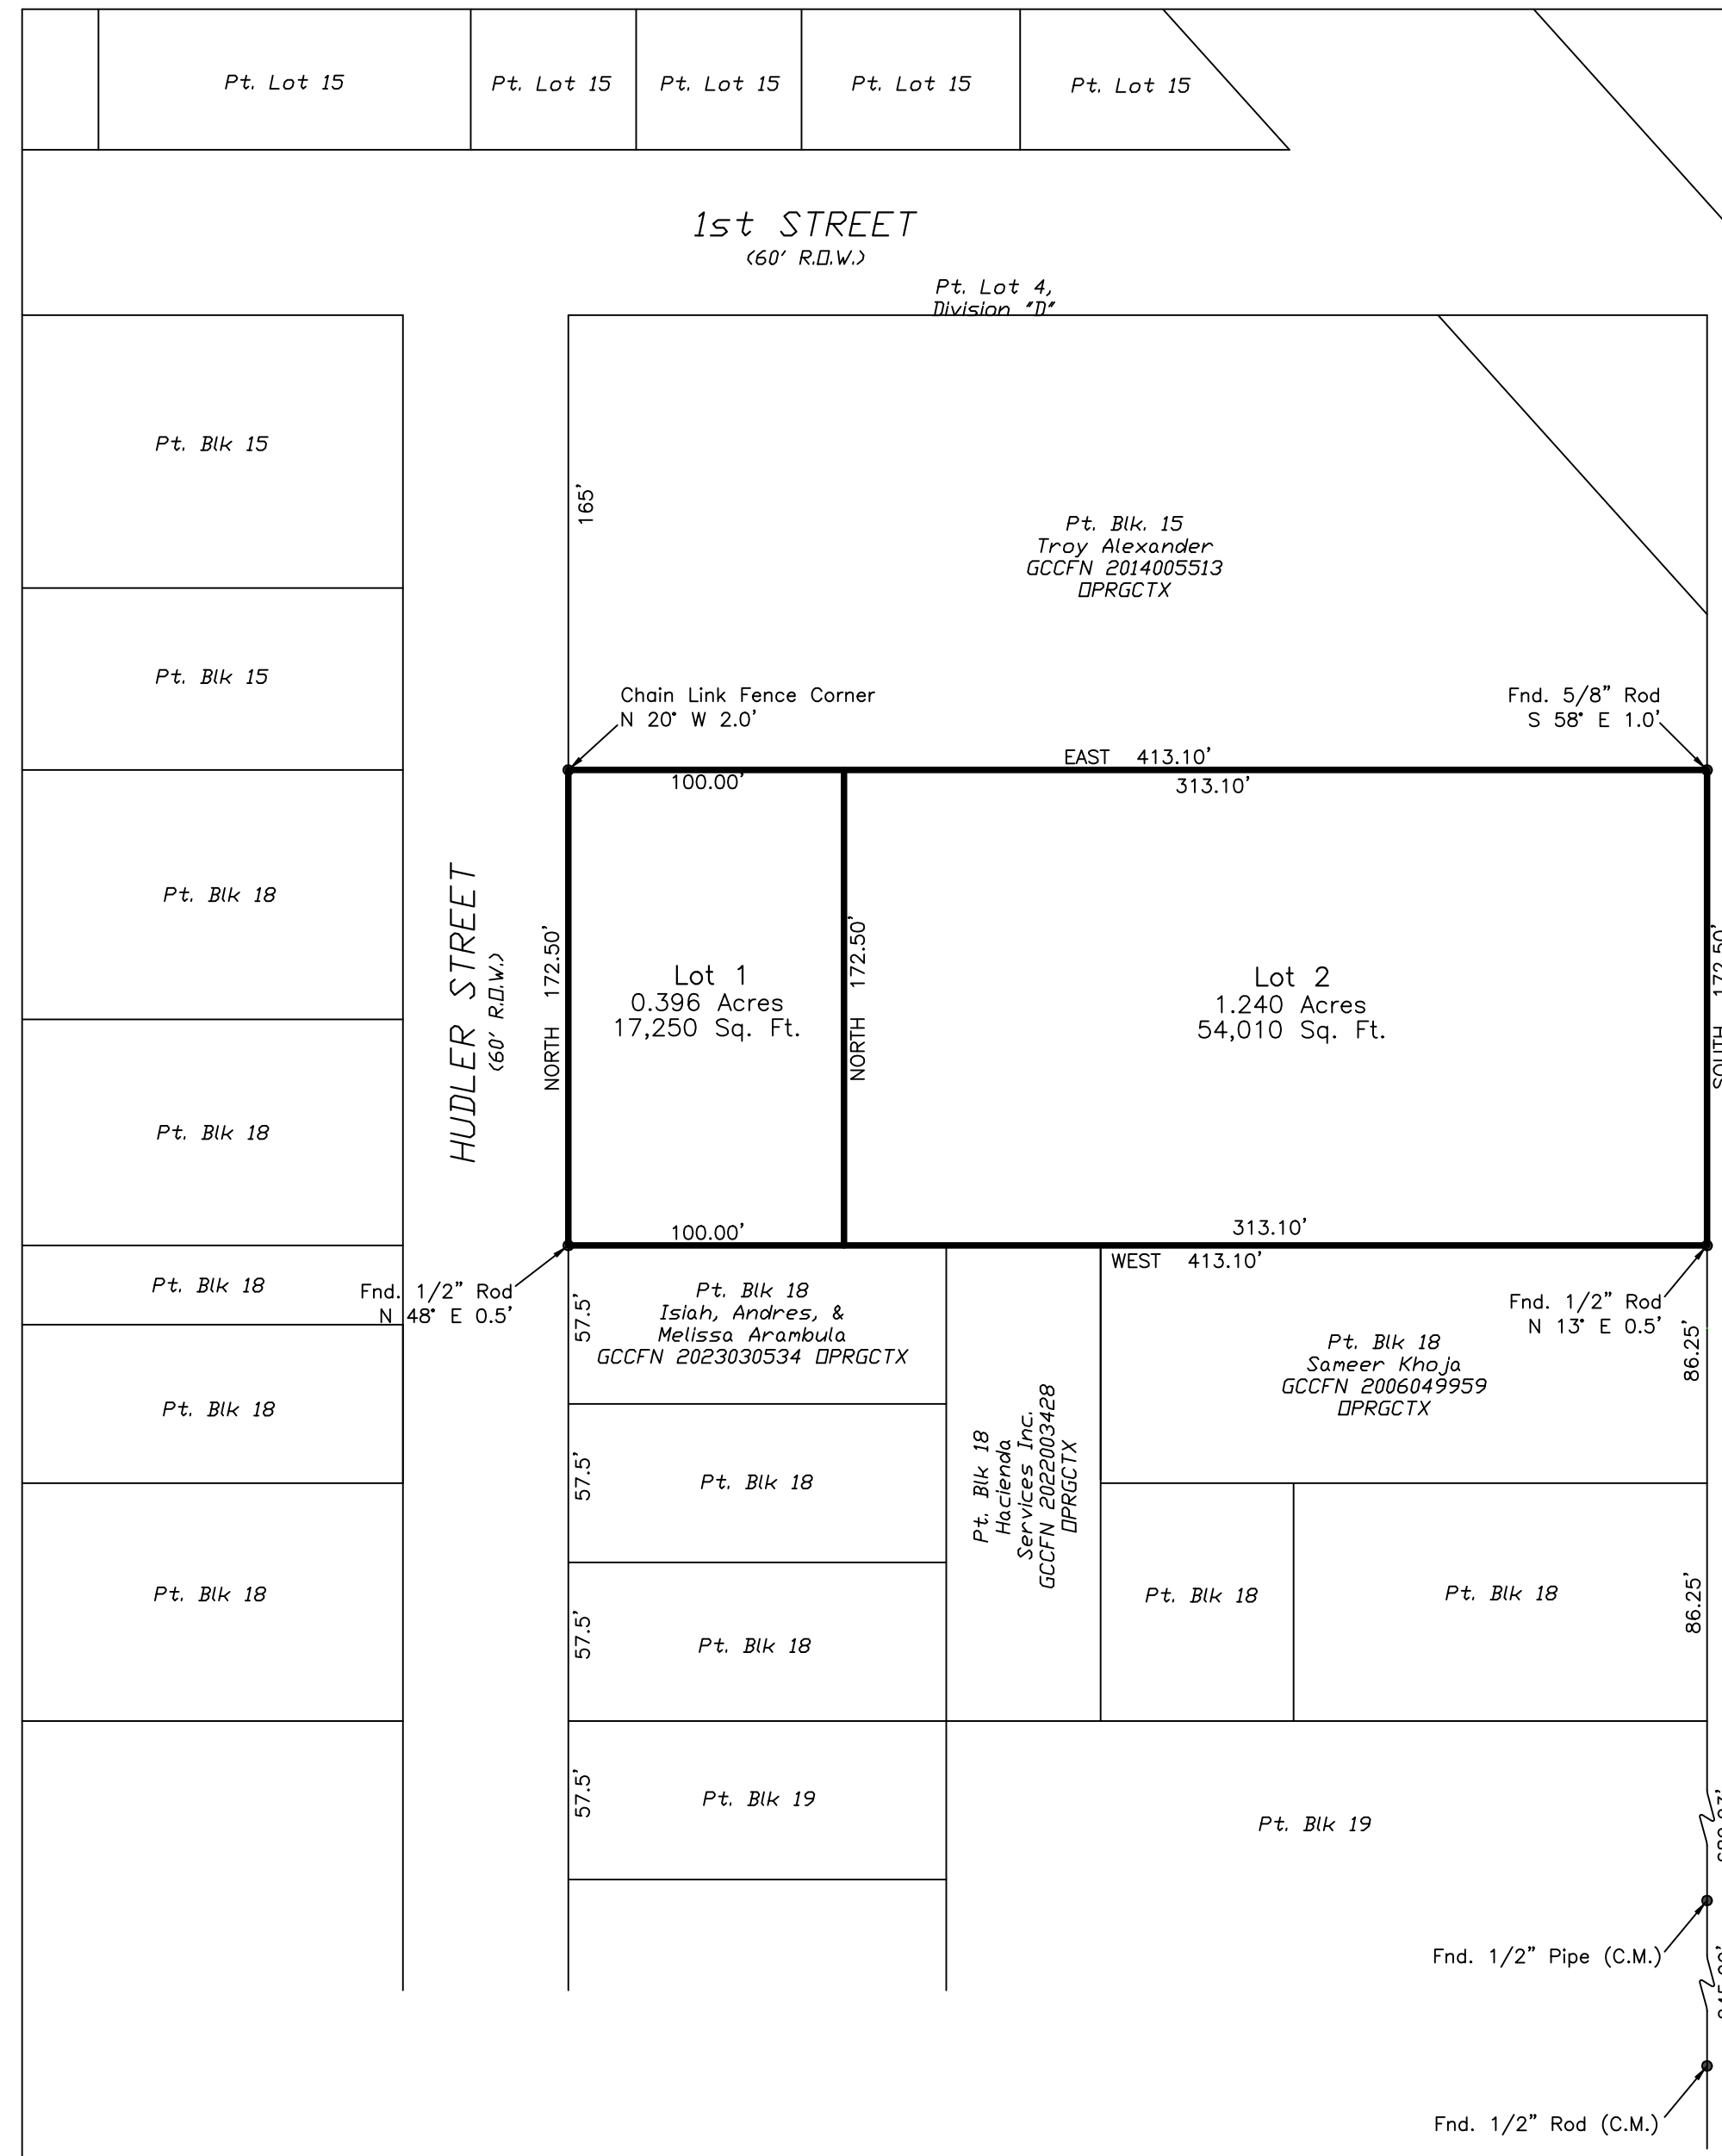 Pt. Lot 15
Pt. Lot 15
Pt. Lot 15
Pt. Lot 15
Pt. Lot 15
1st STREET
(60' R.O.W.)
Pt. Lot 4,
Division "D"
Pt. Blk 15
165'
Pt. Blk. 15
Troy Alexander
GCCFN 2014005513
OPRGCTX
Pt. Blk 15
Chain Link Fence Corner
N 20° W 2.0'
Fnd. 5/8" Rod
S 58° E 1.0'
EAST 413.10'
100.00'
313.10'
Pt. Blk 18
HUDLER STREET
(60' R.O.W.)
NORTH 172.50'
Lot 1
0.396 Acres
17,250 Sq. Ft.
NORTH 172.50'
Lot 2
1.240 Acres
54,010 Sq. Ft.
SOUTH 172.50'
Pt. Blk 18
100.00'
313.10'
WEST 413.10'
Pt. Blk 18
Fnd. 1/2" Rod
N 48° E 0.5'
57.5'
Pt. Blk 18
Isiah, Andres, &
Melissa Arambula
GCCFN 2023030534 OPRGCTX
Fnd. 1/2" Rod
N 13° E 0.5'
Pt. Blk 18
Sameer Khoja
GCCFN 2006049959
OPRGCTX
86.25'
Pt. Blk 18
57.5'
Pt. Blk 18
Pt. Blk 18
Hacienda
Services Inc.
GCCFN 2022003428
OPRGCTX
Pt. Blk 18
57.5'
Pt. Blk 18
Pt. Blk 18
Pt. Blk 18
86.25'
57.5'
Pt. Blk 19
Pt. Blk 19
Fnd. 1/2" Pipe (C.M.)
Fnd. 1/2" Rod (C.M.)